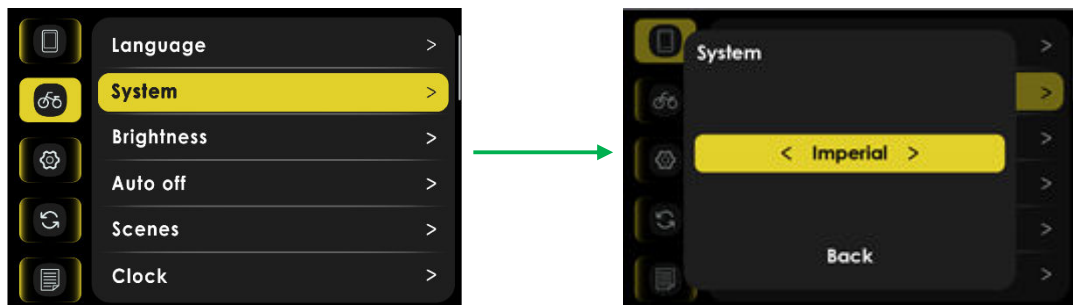 Language >
System >
Brightness >
Auto off >
Scenes >
Clock >
System
< Imperial >
Back
>
>
>
>
>
>